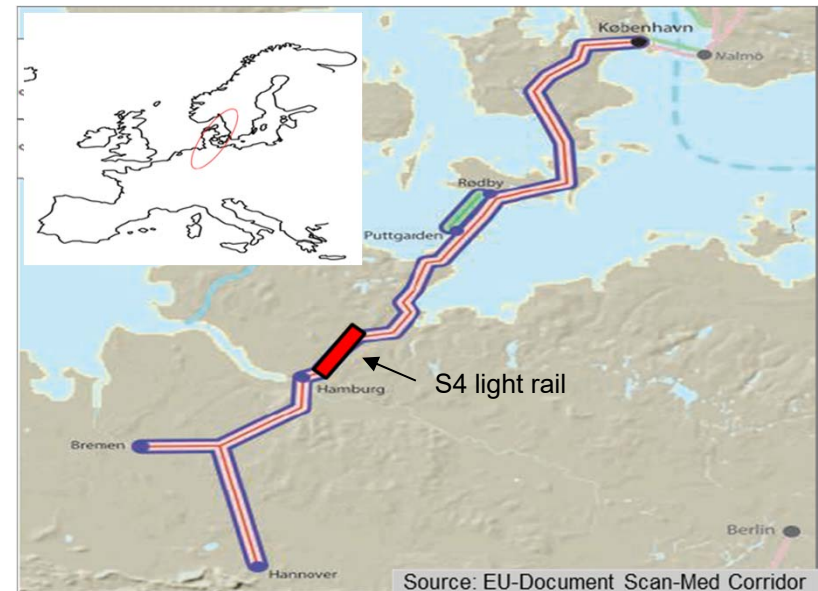 København
Malmö
Rødby
Puttgarden
S4 light rail
Hamburg
Bremen
Berlin
Hannover
Source: EU-Document Scan-Med Corridor